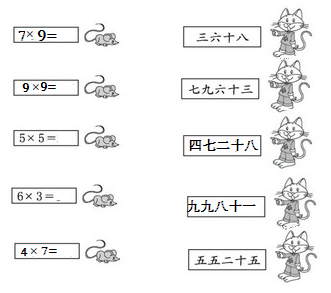 7×9=
三六十八
9×9=
七九六十三
5×5=
四七二十八
6×3=
九九八十一
4×7=
五五二十五